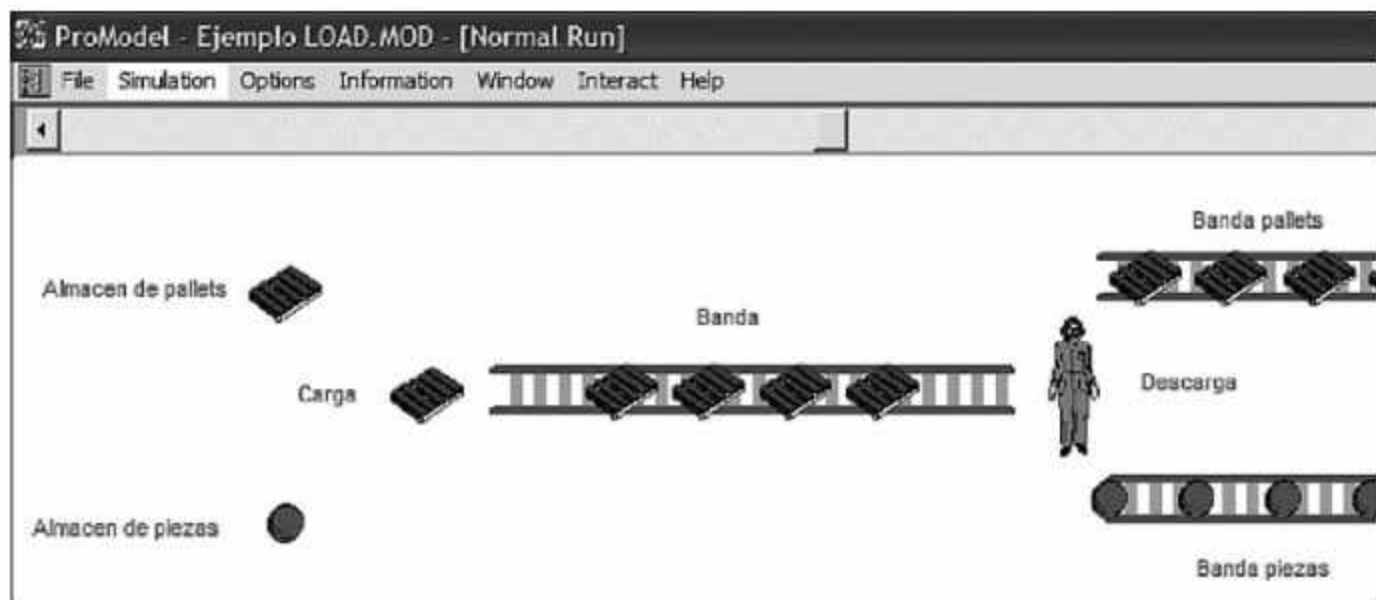 ProModel - Ejemplo LOAD.MOD - [Normal Run]
File Simulation Options Information Window Interact Help
Banda pallets
Almacen de pallets
Banda
Carga
Descarga
Almacen de piezas
Banda piezas